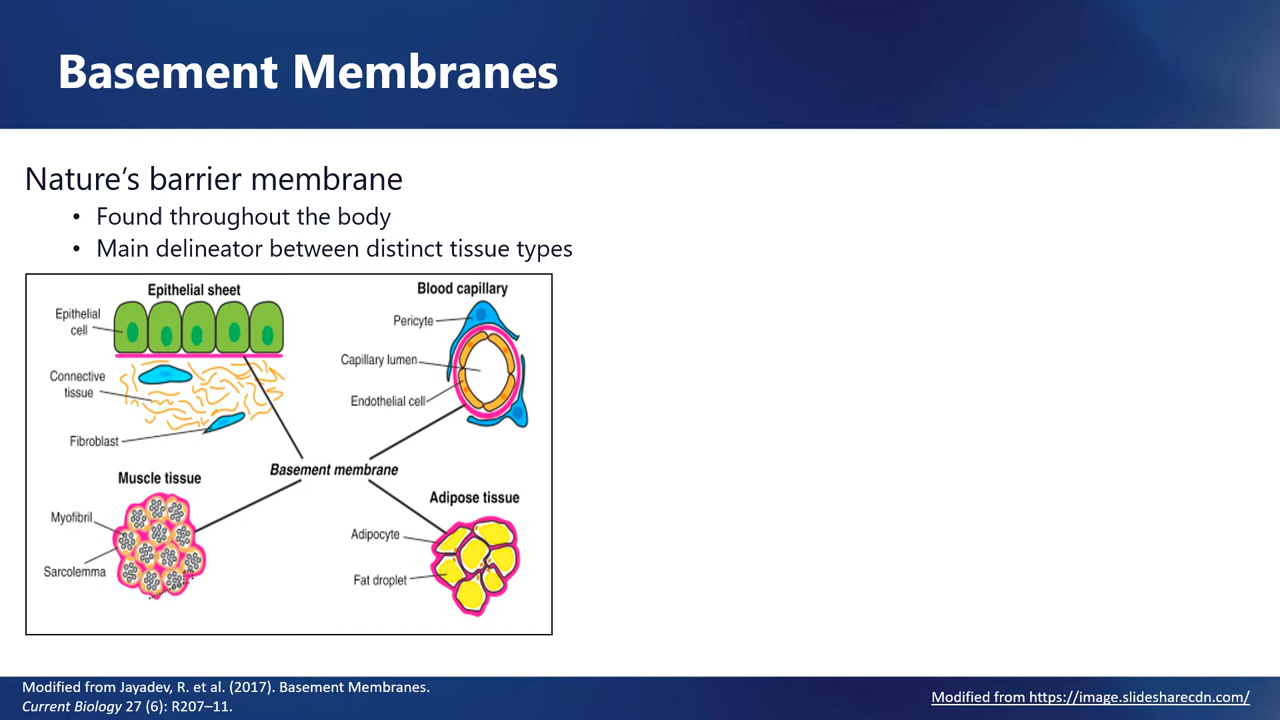 Basement Membranes
Nature’s barrier membrane
• Found throughout the body
• Main delineator between distinct tissue types
Epithelial sheet
Epithelial
cell
Connective
tissue
Fibroblast
Blood capillary
Pericyte
Capillary lumen
Endothelial cell
Basement membrane
Muscle tissue
Myofibril
Sarcolemma
Adipose tissue
Adipocyte
Fat droplet
Modified from Jayadev, R. et al. (2017). Basement Membranes.
Current Biology 27 (6): R207–11.
Modified from https://image.slidesharecdn.com/